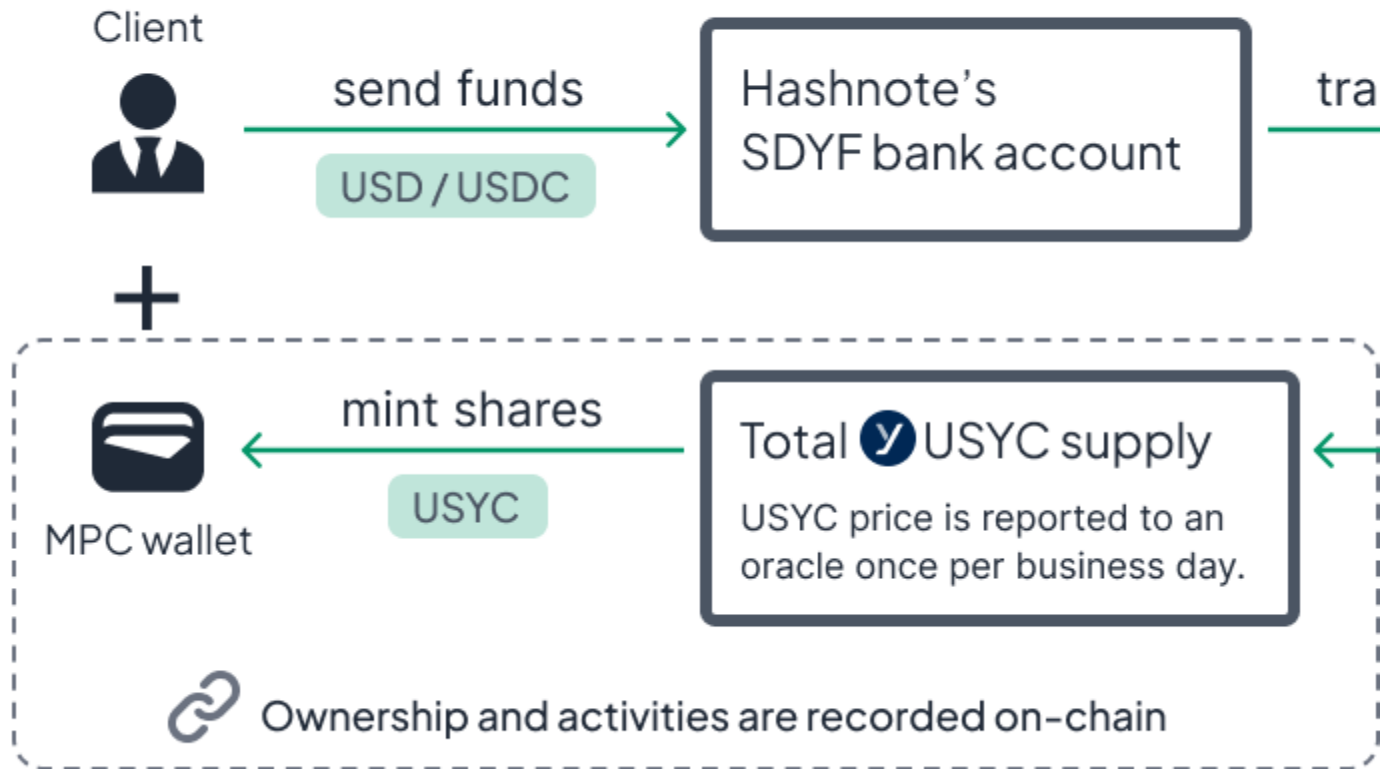 Client
send funds
USD / USDC
Hashnote's
SDYF bank account
tra
mint shares
USYC
MPC wallet
Total y USYC supply
USYC price is reported to an
oracle once per business day.
Ownership and activities are recorded on-chain